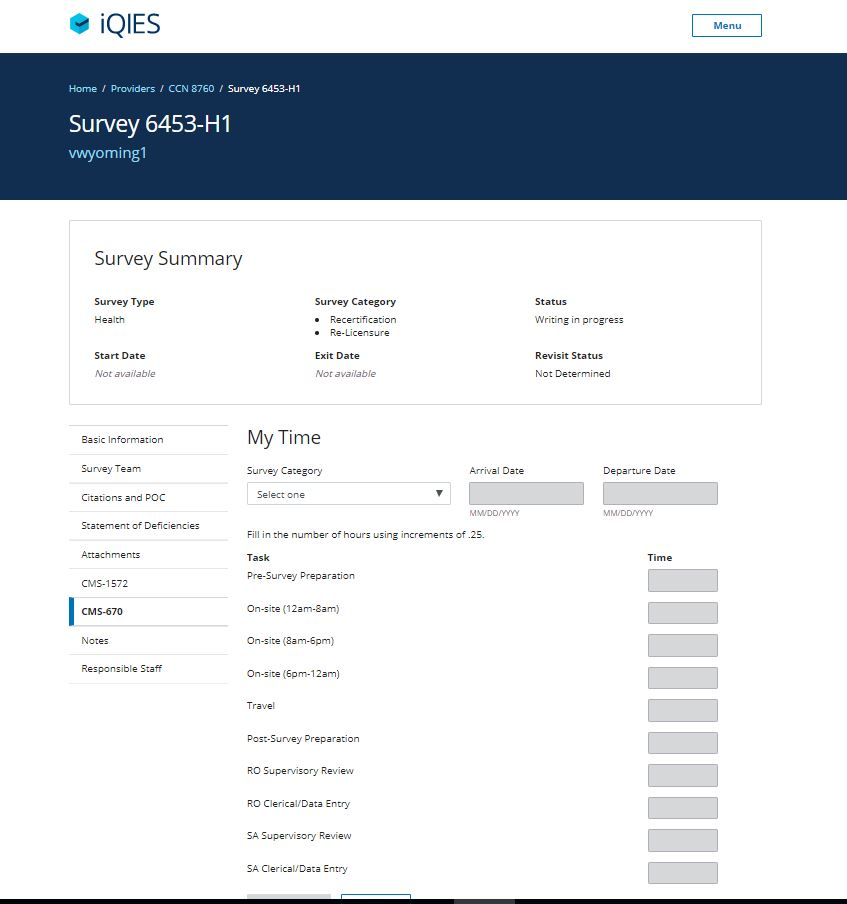 iQIES
Menu
Home / Providers / CCN 8760 / Survey 6453-H1
Survey 6453-H1
vwyoming1
Survey Summary
Survey Type
Health
Survey Category
• Recertification
• Re-Licensure
Status
Writing in progress
Start Date
Not available
Exit Date
Not available
Revisit Status
Not Determined
Basic Information
Survey Team
Citations and POC
Statement of Deficiencies
Attachments
CMS-1572
CMS-670
Notes
Responsible Staff
My Time
Survey Category
Select one
Arrival Date
MM/DD/YYYY
Departure Date
MM/DD/YYYY
Fill in the number of hours using increments of .25.
Task Time
Pre-Survey Preparation
On-site (12am-8am)
On-site (8am-6pm)
On-site (6pm-12am)
Travel
Post-Survey Preparation
RO Supervisory Review
RO Clerical/Data Entry
SA Supervisory Review
SA Clerical/Data Entry